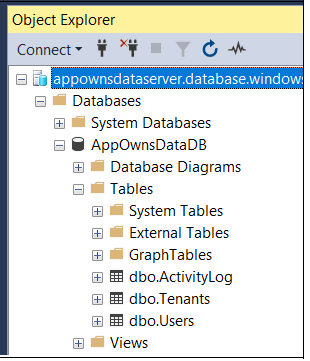 Object Explorer
Connect
appownsdataserver.database.windows
Databases
System Databases
AppOwnsDataDB
Database Diagrams
Tables
System Tables
External Tables
GraphTables
dbo.ActivityLog
dbo.Tenants
dbo.Users
Views